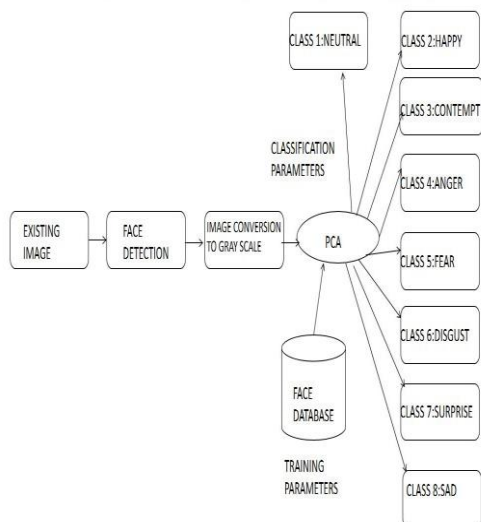 CLASS 1:NEUTRAL
CLASS 2:HAPPY
CLASS 3:CONTEMPT
CLASSIFICATION
PARAMETERS
CLASS 4:ANGER
EXISTING
IMAGE
FACE
DETECTION
IMAGE CONVERSION
TO GRAY SCALE
PCA
CLASS 5:FEAR
CLASS 6:DISGUST
FACE
DATABASE
CLASS 7:SURPRISE
TRAINING
PARAMETERS
CLASS 8:SAD